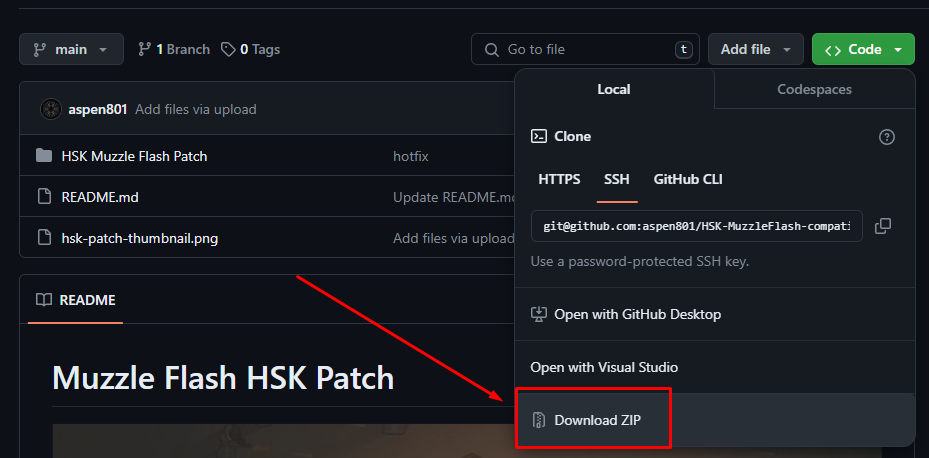 main
1 Branch
0 Tags
Go to file
t
Add file
Code
aspen801 Add files via upload
HSK Muzzle Flash Patch
hotfix
README.md
Update README.m
hsk-patch-thumbnail.png
Add files via upload
README
Muzzle Flash HSK Patch
Local
Codespaces
Clone
HTTPS
SSH
GitHub CLI
git@github.com:aspen801/HSK-MuzzleFlash-compati
Use a password-protected SSH key.
Open with GitHub Desktop
Open with Visual Studio
Download ZIP